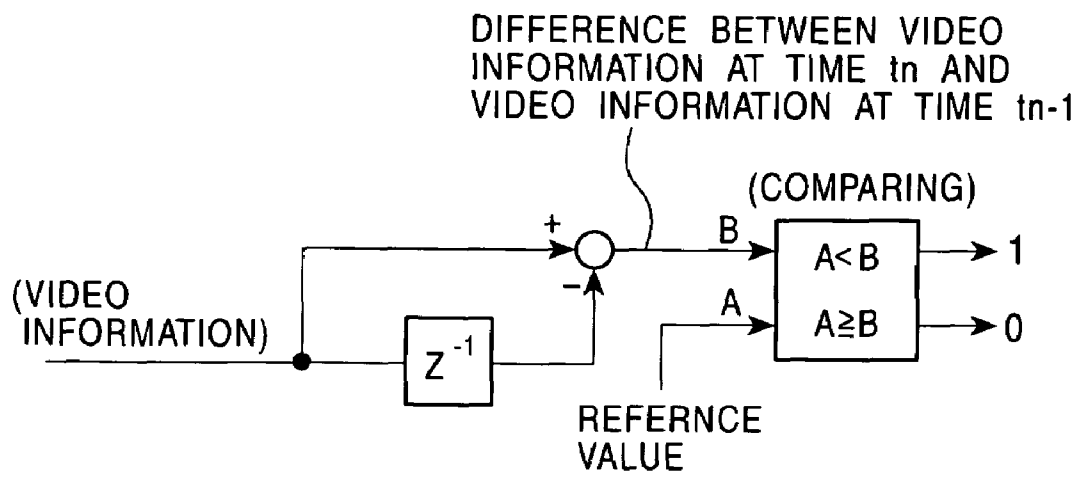 DIFFERENCE BETWEEN VIDEO
INFORMATION AT TIME tn AND
VIDEO INFORMATION AT TIME tn-1
(COMPARING)
+
B
A<B
1
−
(VIDEO
INFORMATION)
A
A≧B
0
Z⁻¹
REFERNCE
VALUE